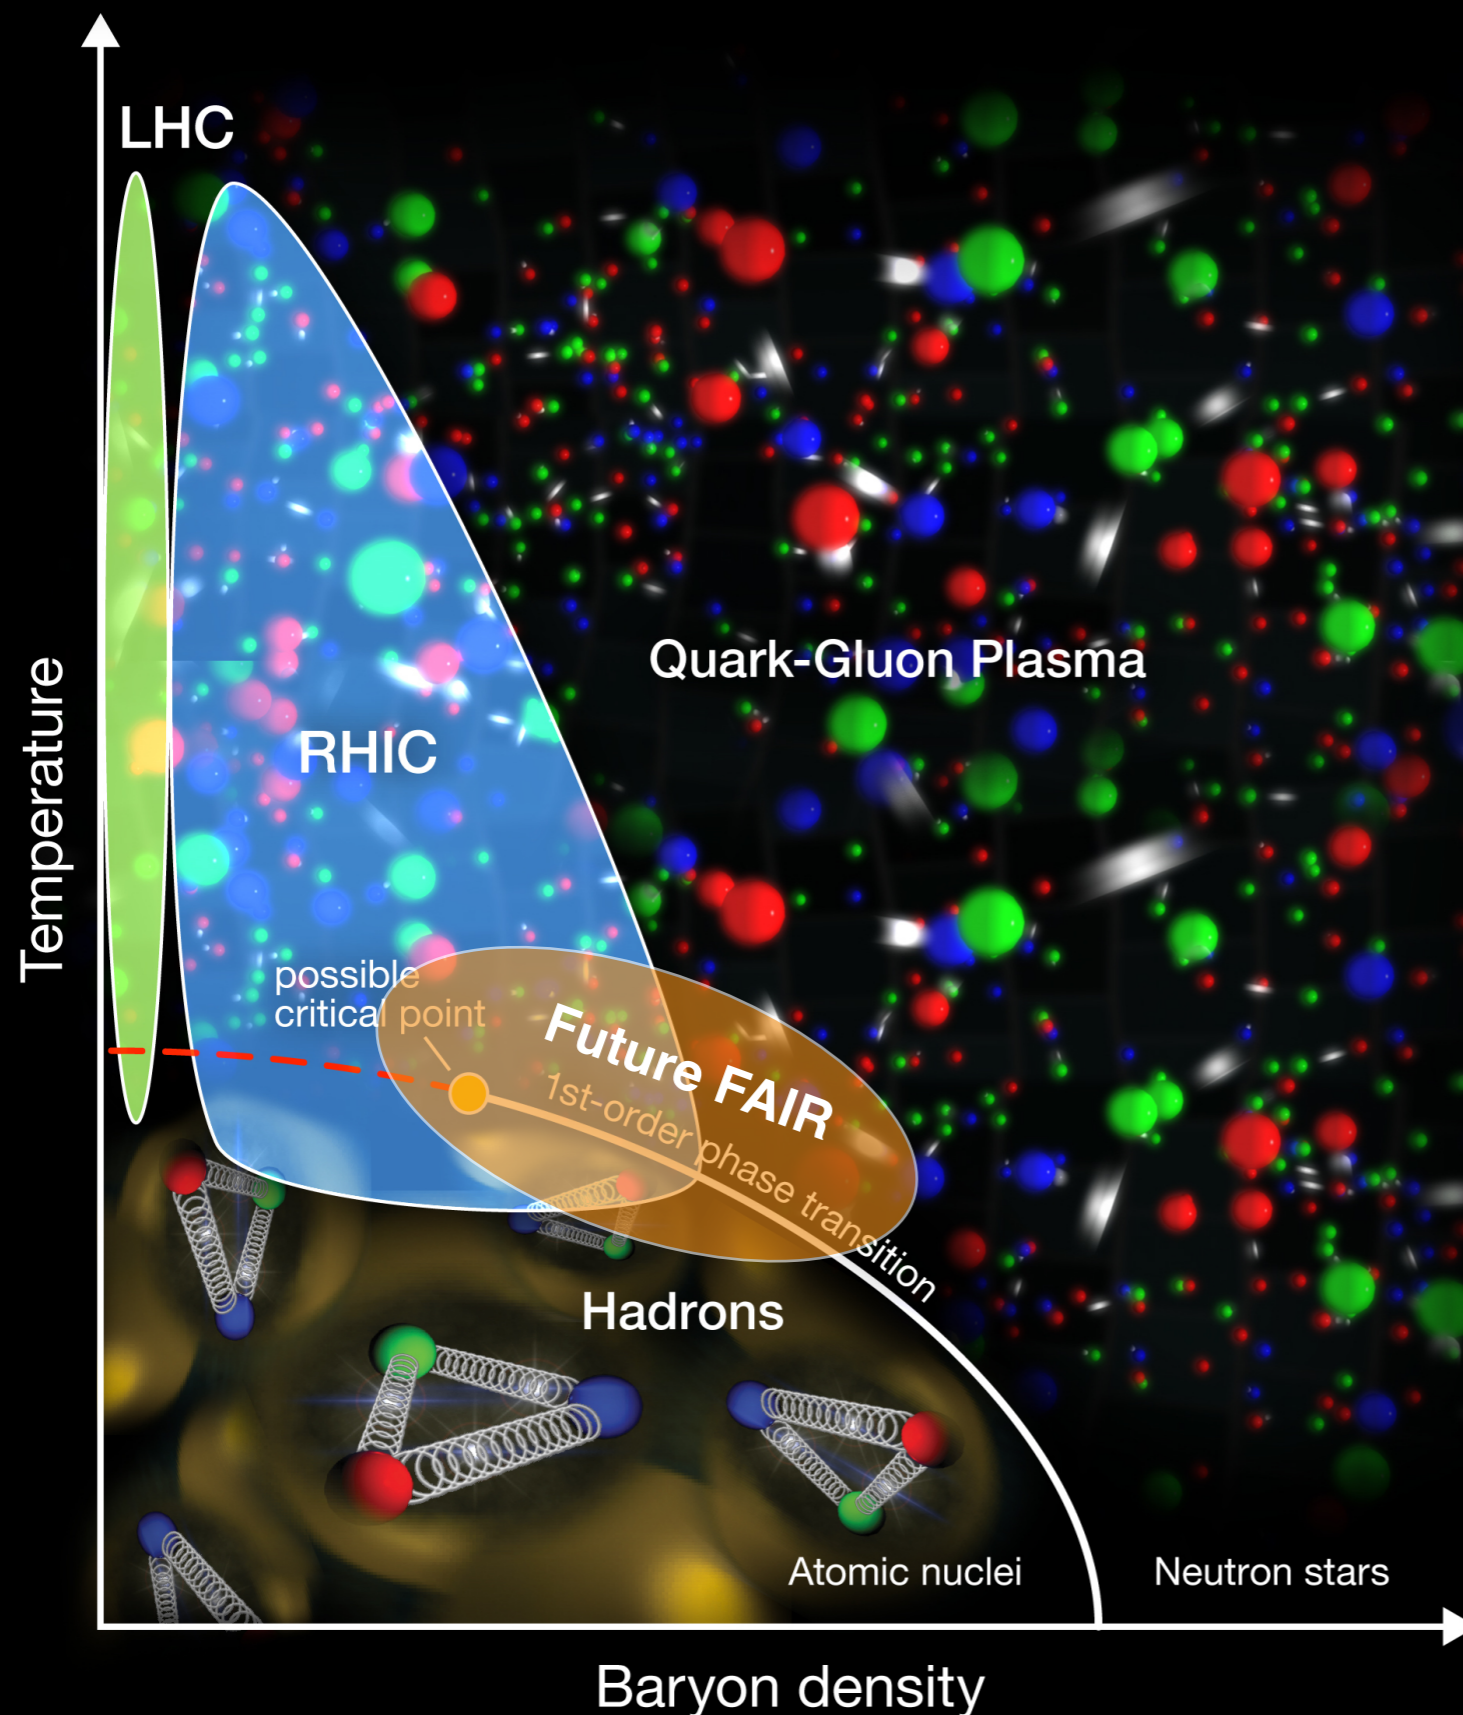 LHC
Quark-Gluon Plasma
RHIC
Temperature
possible
critical point
Future FAIR
1st-order phase transition
Hadrons
Atomic nuclei
Neutron stars
Baryon density